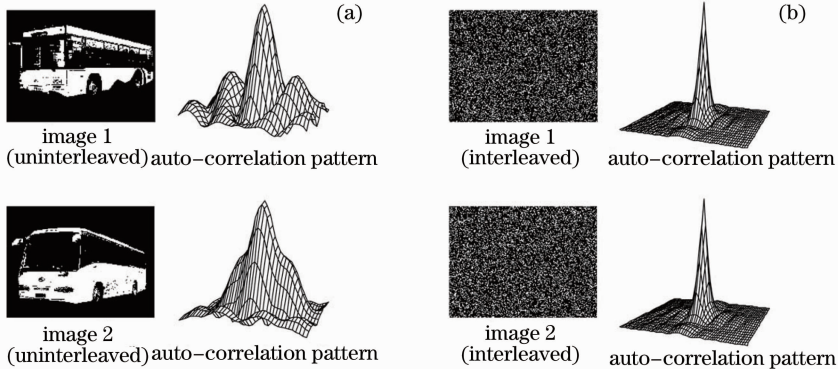 (a)
(b)
image 1
(uninterleaved)
auto-correlation pattern
image 1
(interleaved)
auto-correlation pattern
image 2
(uninterleaved)
auto-correlation pattern
image 2
(interleaved)
auto-correlation pattern